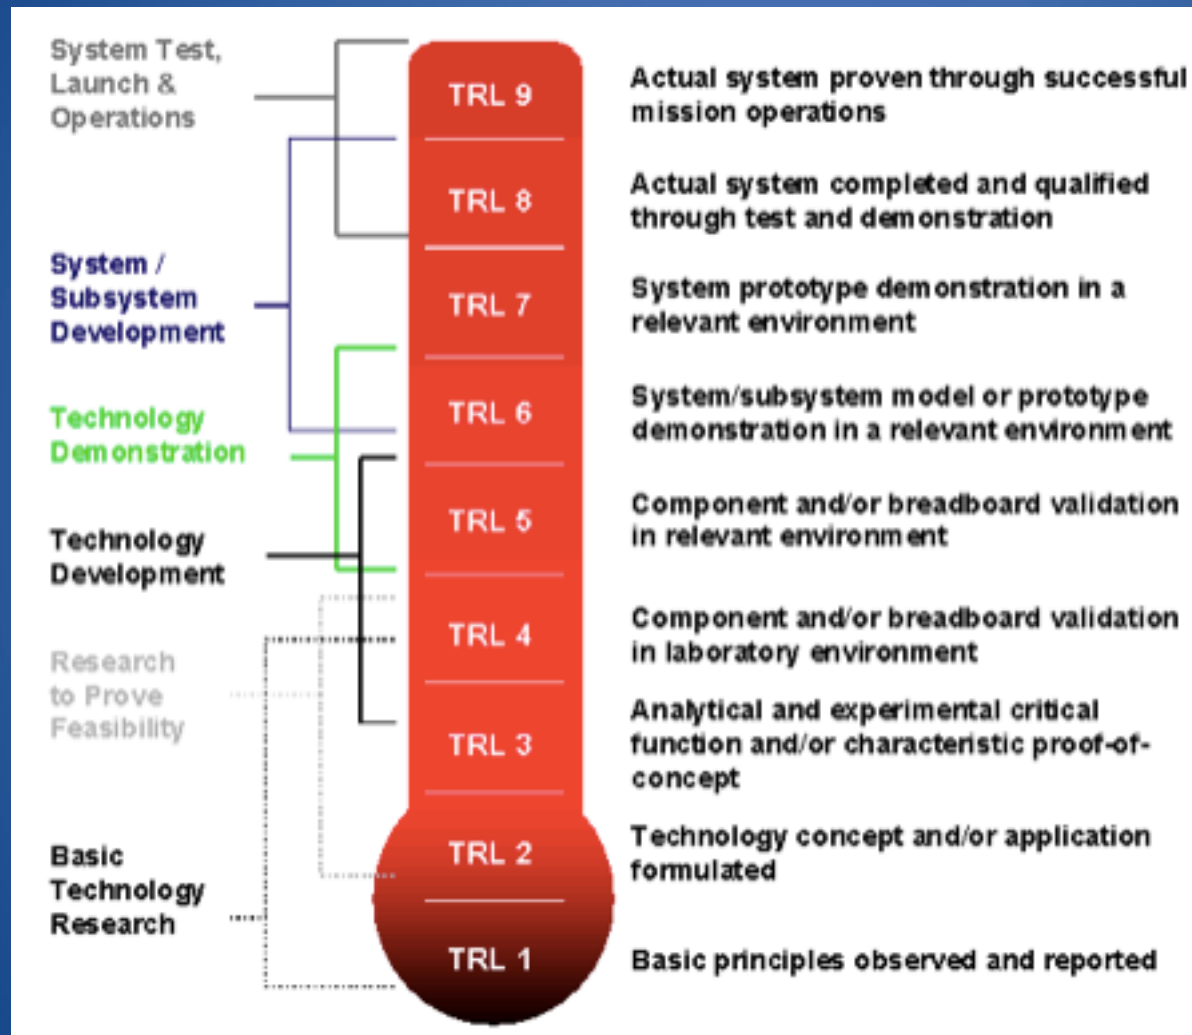 System Test,
Launch &
Operations
System /
Subsystem
Development
Technology
Demonstration
Technology
Development
Research
to Prove
Feasibility
Basic
Technology
Research
TRL 9
TRL 8
TRL 7
TRL 6
TRL 5
TRL 4
TRL 3
TRL 2
TRL 1
Actual system proven through successful
mission operations
Actual system completed and qualified
through test and demonstration
System prototype demonstration in a
relevant environment
System/subsystem model or prototype
demonstration in a relevant environment
Component and/or breadboard validation
in relevant environment
Component and/or breadboard validation
in laboratory environment
Analytical and experimental critical
function and/or characteristic proof-of-
concept
Technology concept and/or application
formulated
Basic principles observed and reported